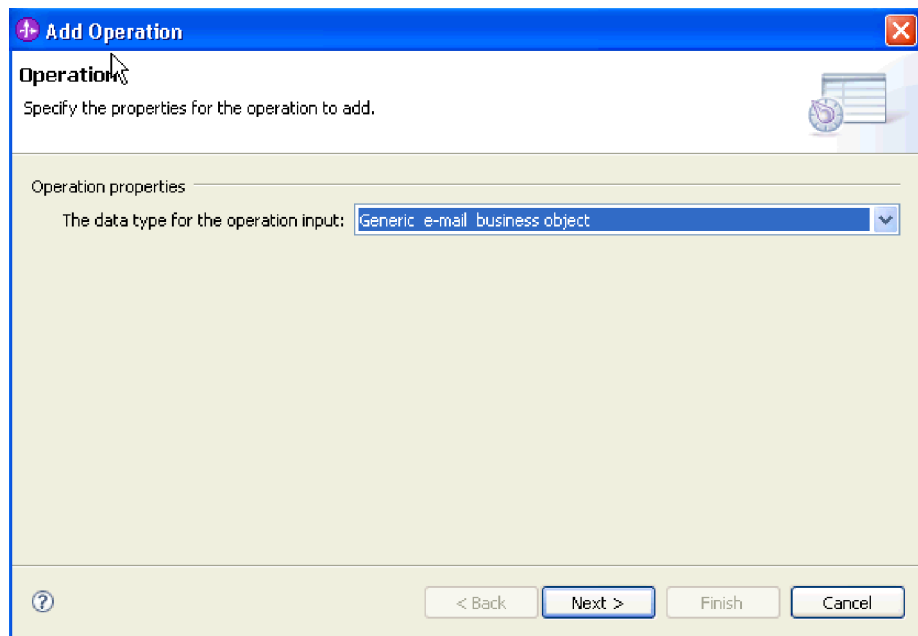 Add Operation
Operation
Specify the properties for the operation to add.
Operation properties
The data type for the operation input: Generic e-mail business object
?
< Back Next > Finish Cancel